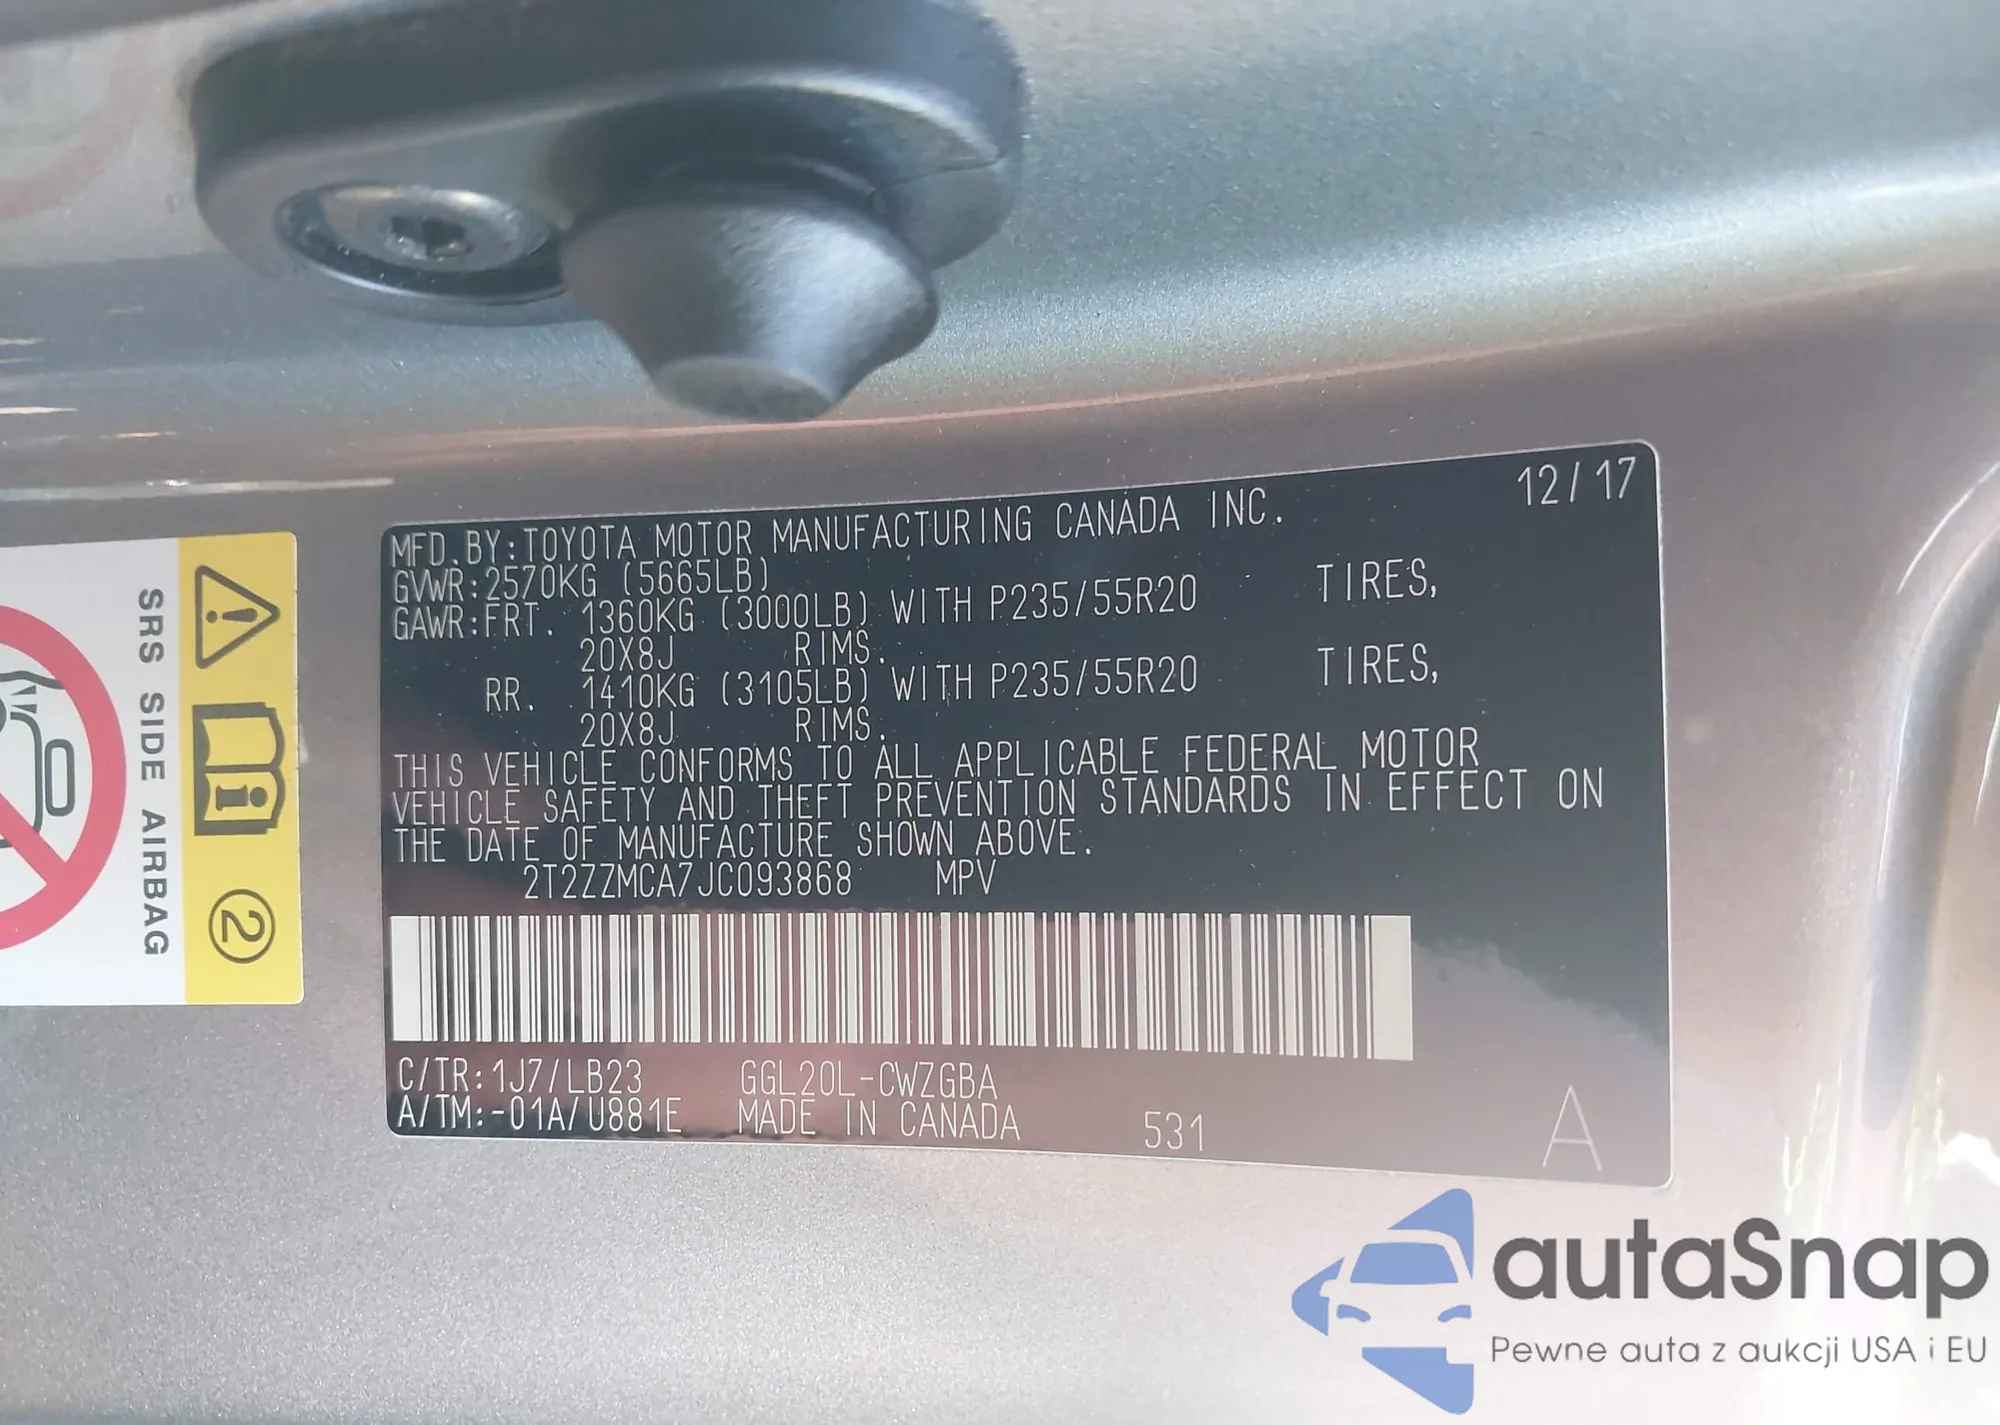 12/17
MFD.BY:TOYOTA MOTOR MANUFACTURING CANADA INC.
GVWR:2570KG (5665LB)
GAWR:FRT. 1360KG (3000LB) WITH P235/55R20 TIRES,
20X8J RIMS.
RR. 1410KG (3105LB) WITH P235/55R20 TIRES,
20X8J RIMS.
THIS VEHICLE CONFORMS TO ALL APPLICABLE FEDERAL MOTOR
VEHICLE SAFETY AND THEFT PREVENTION STANDARDS IN EFFECT ON
THE DATE OF MANUFACTURE SHOWN ABOVE.
2T2ZZMCA7JC093868 MPV
C/TR:1J7/LB23 GGL20L-CWZGBA
A/TM:-01A/U881E MADE IN CANADA 531 A
SRS SIDE AIRBAG
2
autaSnap
Pewne auta z aukcji USA i EU